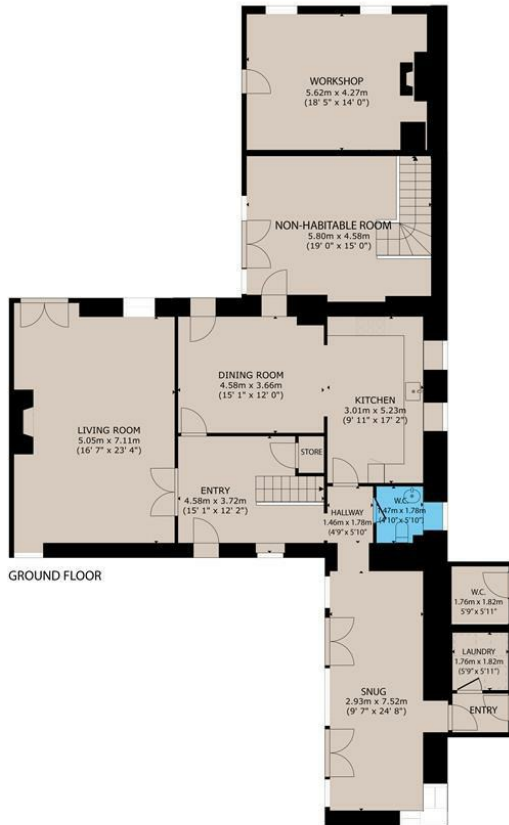 WORKSHOP
5.62m x 4.27m
(18' 5" x 14' 0")
NON-HABITABLE ROOM
5.80m x 4.58m
(19' 0" x 15' 0")
DINING ROOM
4.58m x 3.66m
(15' 1" x 12' 0")
KITCHEN
3.01m x 5.23m
(9' 11" x 17' 2")
LIVING ROOM
5.05m x 7.11m
(16' 7" x 23' 4")
STORE
ENTRY
4.58m x 3.72m
(15' 1" x 12' 2")
HALLWAY
1.46m x 1.78m
(4'9" x 5'10"
W.C.
1.47m x 1.78m
(4'10" x 5'10")
GROUND FLOOR
W.C.
1.76m x 1.82m
5'9" x 5'11"
LAUNDRY
1.76m x 1.82m
(5'9" x 5'11")
SNUG
2.93m x 7.52m
(9' 7" x 24' 8")
ENTRY